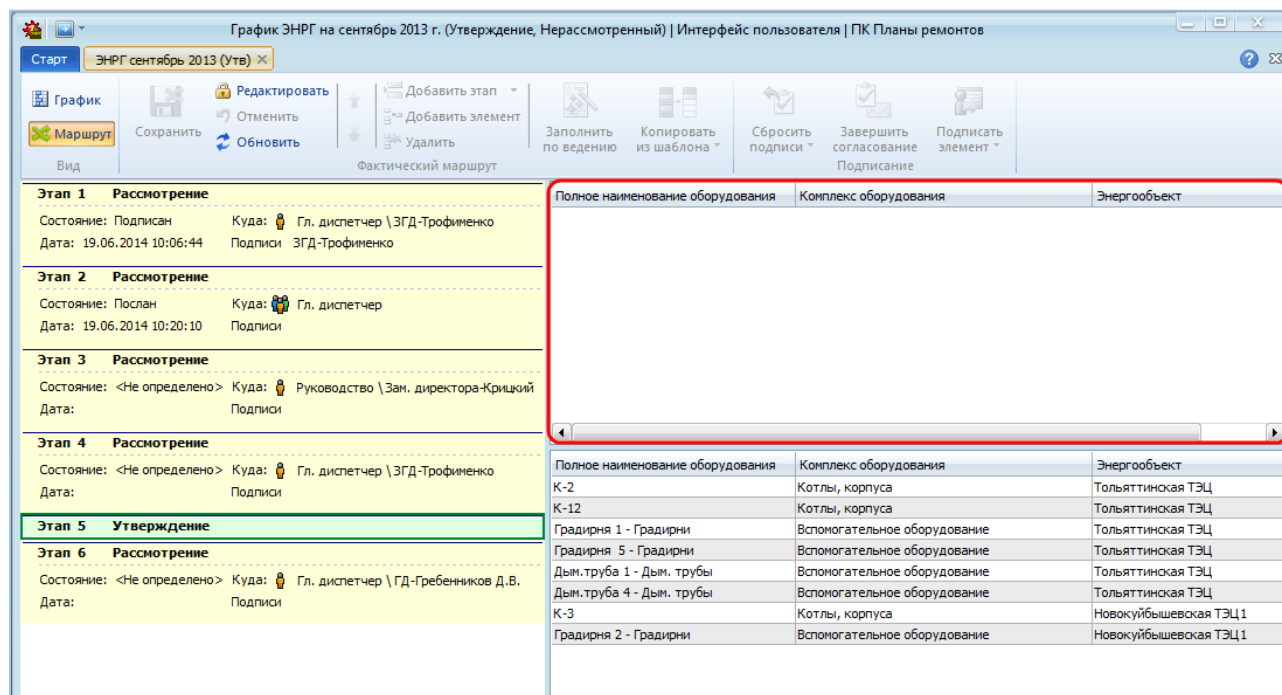 График ЭНРГ на сентябрь 2013 г. (Утверждение, Нерассмотренный) | Интерфейс пользователя | ПК Планы ремонтов
Старт ЭНРГ сентябрь 2013 (Утв)
График
Маршрут
Вид
Сохранить
Редактировать
Отменить
Обновить
Добавить этап
Добавить элемент
Удалить
Фактический маршрут
Заполнить по ведению
Копировать из шаблона
Сбросить подписи
Завершить согласование
Подписать элемент
Подписание
Этап 1 Рассмотрение
Состояние: Подписан Куда: Гл. диспетчер \ЗГД-Трофименко
Дата: 19.06.2014 10:06:44 Подписи ЗГД-Трофименко
Этап 2 Рассмотрение
Состояние: Послан Куда: Гл. диспетчер
Дата: 19.06.2014 10:20:10 Подписи
Этап 3 Рассмотрение
Состояние: <Не определено> Куда: Руководство \Зам. директора-Крицкий
Дата: Подписи
Этап 4 Рассмотрение
Состояние: <Не определено> Куда: Гл. диспетчер \ЗГД-Трофименко
Дата: Подписи
Этап 5 Утверждение
Этап 6 Рассмотрение
Состояние: <Не определено> Куда: Гл. диспетчер \ГД-Гребенников Д.В.
Дата: Подписи
Полное наименование оборудования Комплекс оборудования Энергообъект
Полное наименование оборудования Комплекс оборудования Энергообъект
К-2 Котлы, корпуса Тольяттинская ТЭЦ
К-12 Котлы, корпуса Тольяттинская ТЭЦ
Градирня 1 - Градирни Вспомогательное оборудование Тольяттинская ТЭЦ
Градирня 5 - Градирни Вспомогательное оборудование Тольяттинская ТЭЦ
Дым.труба 1 - Дым. трубы Вспомогательное оборудование Тольяттинская ТЭЦ
Дым.труба 4 - Дым. трубы Вспомогательное оборудование Тольяттинская ТЭЦ
К-3 Котлы, корпуса Новокуйбышевская ТЭЦ1
Градирня 2 - Градирни Вспомогательное оборудование Новокуйбышевская ТЭЦ1